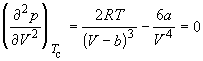 (∂²p/∂V²)_Tc = 2RT/(V − b)³ − 6a/V⁴ = 0